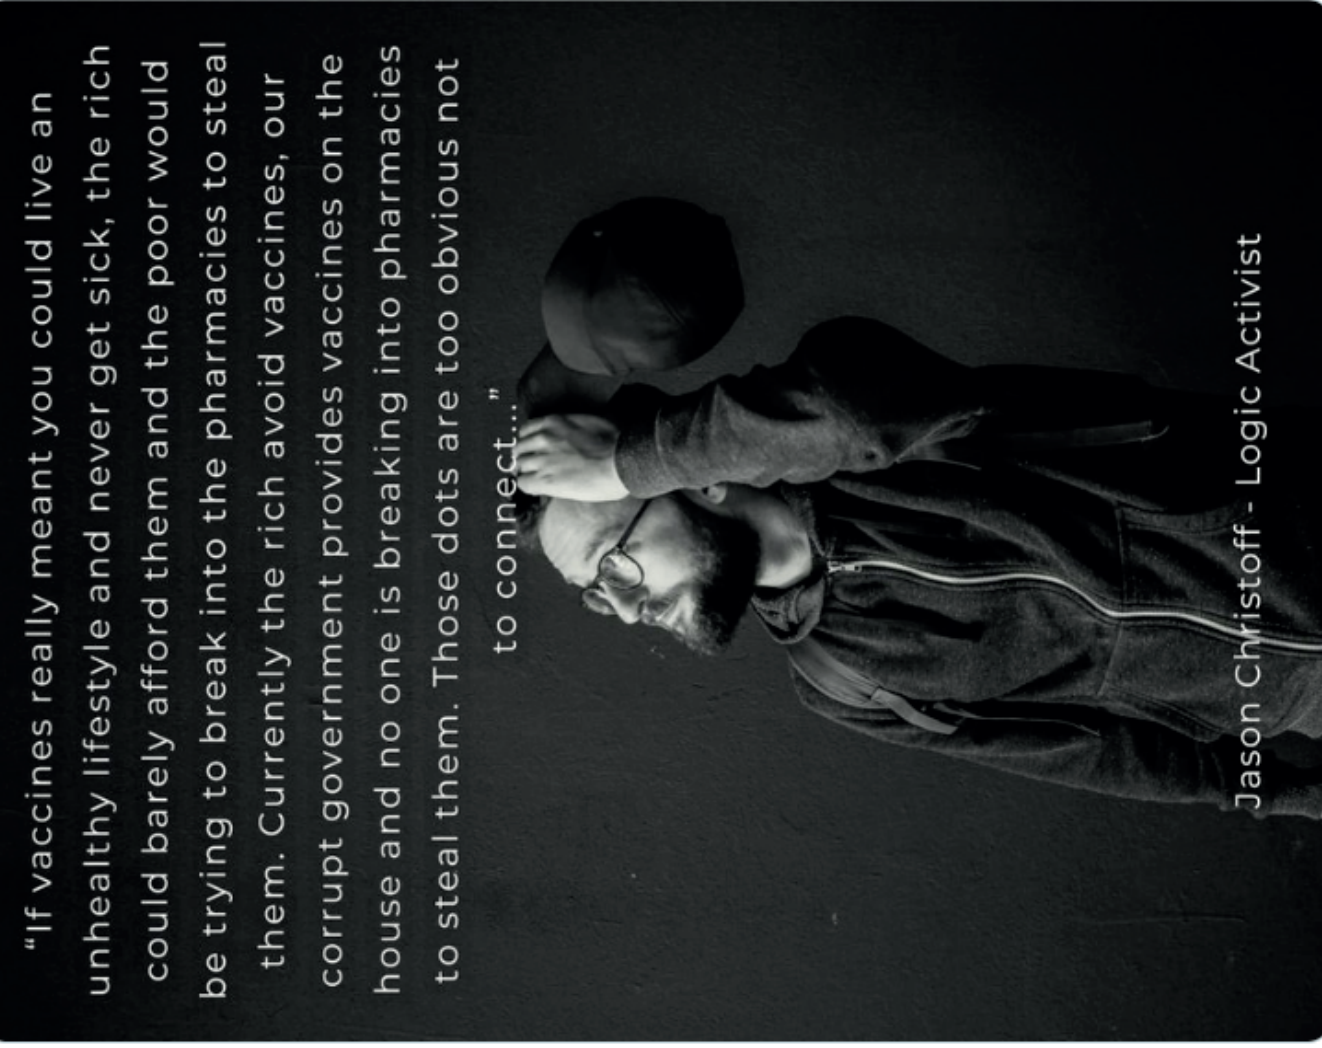 “If vaccines really meant you could live an
unhealthy lifestyle and never get sick, the rich
could barely afford them and the poor would
be trying to break into the pharmacies to steal
them. Currently the rich avoid vaccines, our
corrupt government provides vaccines on the
house and no one is breaking into pharmacies
to steal them. Those dots are too obvious not
to connect...”
Jason Christoff - Logic Activist